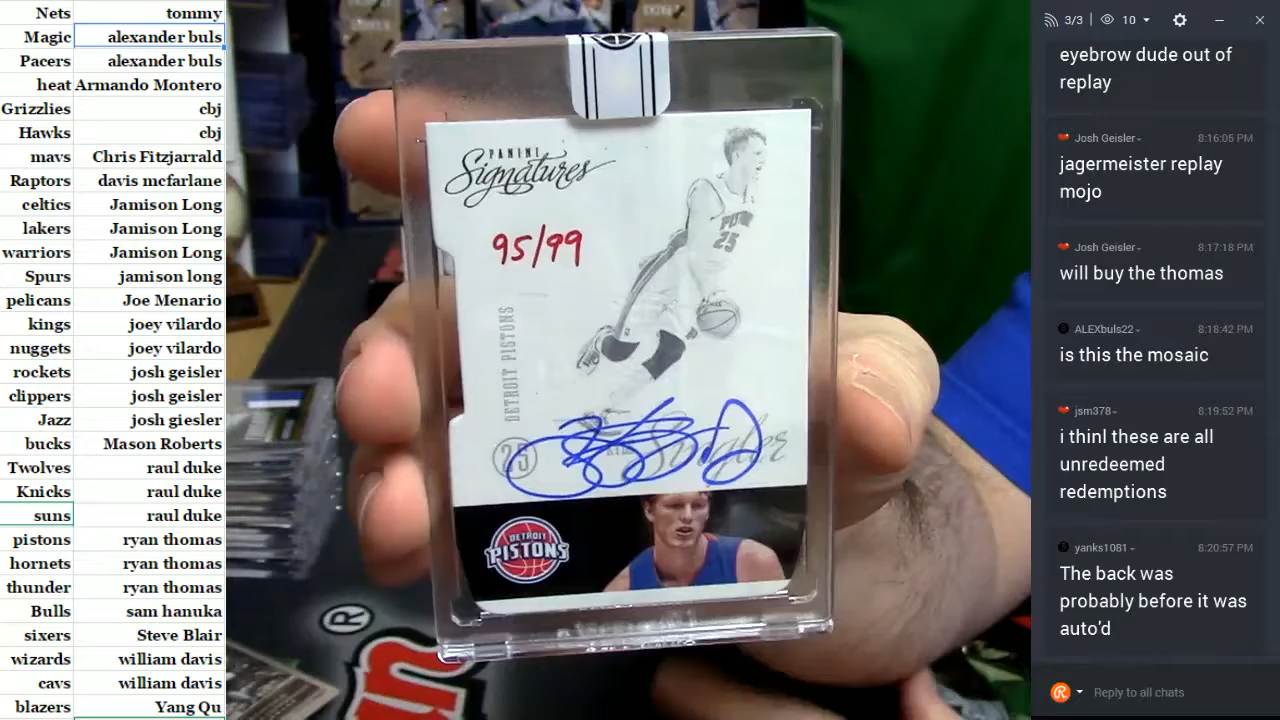 Nets tommy
Magic alexander buls
Pacers alexander buls
heat Armando Montero
Grizzlies cbj
Hawks cbj
mavs Chris Fitzjarrald
Raptors davis mcfarlane
celtics Jamison Long
lakers Jamison Long
warriors Jamison Long
Spurs jamison long
pelicans Joe Menario
kings joey vilardo
nuggets joey vilardo
rockets josh geisler
clippers josh geisler
Jazz josh giesler
bucks Mason Roberts
Twolves raul duke
Knicks raul duke
suns raul duke
pistons ryan thomas
hornets ryan thomas
thunder ryan thomas
Bulls sam hanuka
sixers Steve Blair
wizards william davis
cavs william davis
blazers Yang Qu
PANINI
Signatures
95/99
25
DETROIT PISTONS
25
Singler
DETROIT
PISTONS
®
3/3 10
eyebrow dude out of
replay
Josh Geisler 8:16:05 PM
jagermeister replay
mojo
Josh Geisler 8:17:18 PM
will buy the thomas
ALEXbuls22 8:18:42 PM
is this the mosaic
jsm378 8:19:52 PM
i thinl these are all
unredeemed
redemptions
yanks1081 8:20:57 PM
The back was
probably before it was
auto'd
Reply to all chats